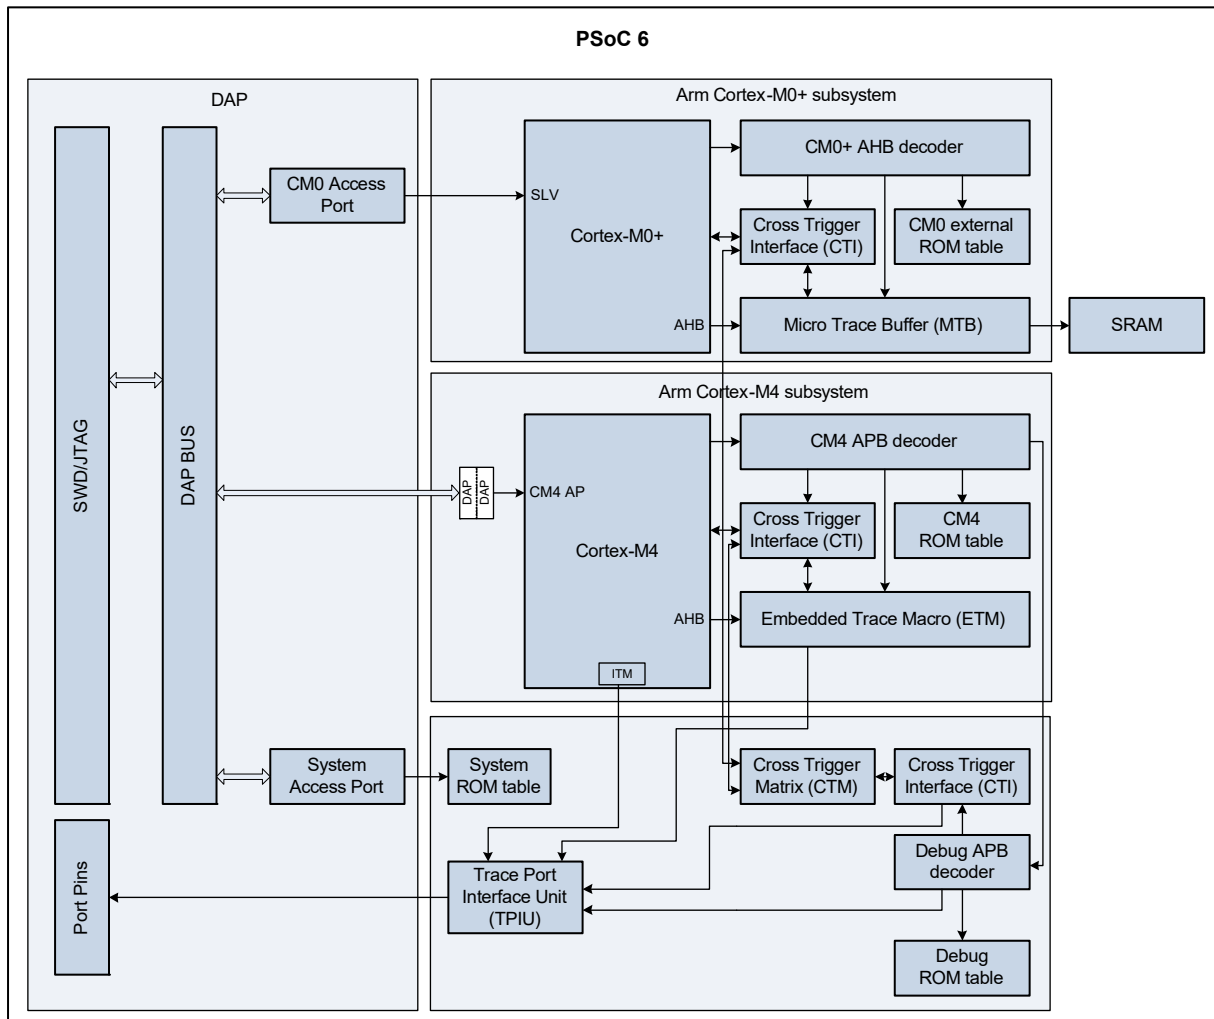 PSoC 6
DAP
SWD/JTAG
DAP BUS
CM0 Access
Port
System
Access Port
Port Pins
Arm Cortex-M0+ subsystem
SLV
Cortex-M0+
AHB
CM0+ AHB decoder
Cross Trigger
Interface (CTI)
CM0 external
ROM table
Micro Trace Buffer (MTB)
SRAM
Arm Cortex-M4 subsystem
DAP
DAP
CM4 AP
Cortex-M4
AHB
ITM
CM4 APB decoder
Cross Trigger
Interface (CTI)
CM4
ROM table
Embedded Trace Macro (ETM)
System
ROM table
Cross Trigger
Matrix (CTM)
Cross Trigger
Interface (CTI)
Trace Port
Interface Unit
(TPIU)
Debug APB
decoder
Debug
ROM table